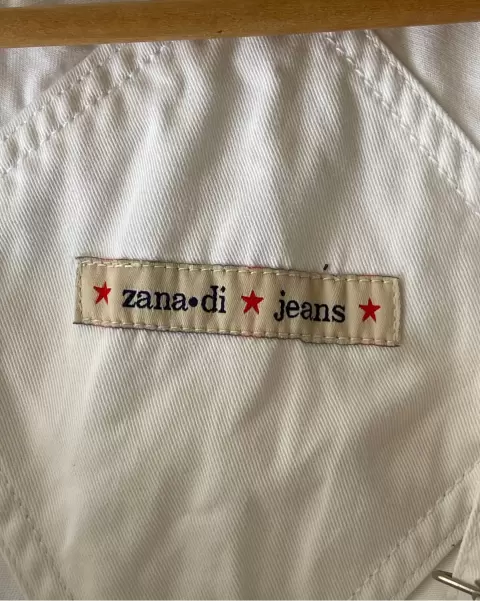 ★ zana•di ★ jeans ★